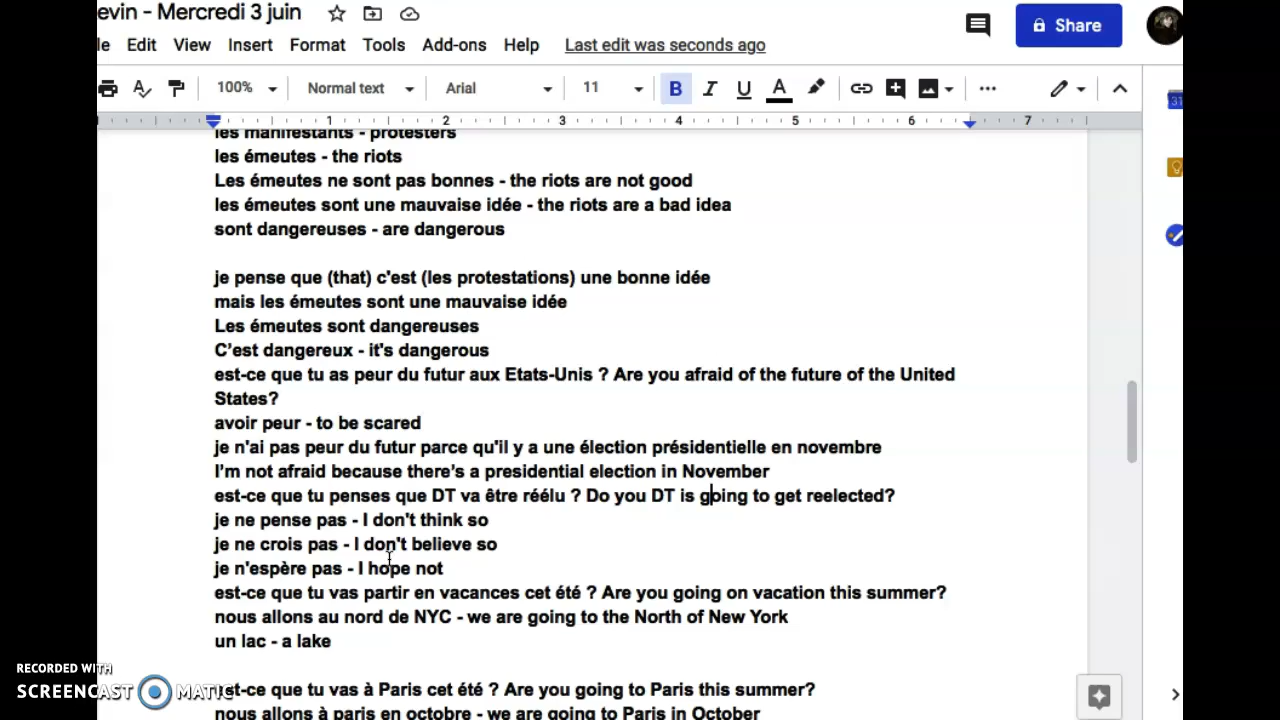 evin - Mercredi 3 juin
le Edit View Insert Format Tools Add-ons Help Last edit was seconds ago
Share
100% Normal text Arial 11 B I U A
1 2 3 4 5 6 7
les manifestants - protesters
les émeutes - the riots
Les émeutes ne sont pas bonnes - the riots are not good
les émeutes sont une mauvaise idée - the riots are a bad idea
sont dangereuses - are dangerous
je pense que (that) c'est (les protestations) une bonne idée
mais les émeutes sont une mauvaise idée
Les émeutes sont dangereuses
C'est dangereux - it's dangerous
est-ce que tu as peur du futur aux Etats-Unis ? Are you afraid of the future of the United
States?
avoir peur - to be scared
je n'ai pas peur du futur parce qu'il y a une élection présidentielle en novembre
I'm not afraid because there's a presidential election in November
est-ce que tu penses que DT va être réélu ? Do you DT is going to get reelected?
je ne pense pas - I don't think so
je ne crois pas - I don't believe so
je n'espère pas - I hope not
est-ce que tu vas partir en vacances cet été ? Are you going on vacation this summer?
nous allons au nord de NYC - we are going to the North of New York
un lac - a lake
est-ce que tu vas à Paris cet été ? Are you going to Paris this summer?
nous allons à paris en octobre - we are going to Paris in October
RECORDED WITH
SCREENCAST MATIC